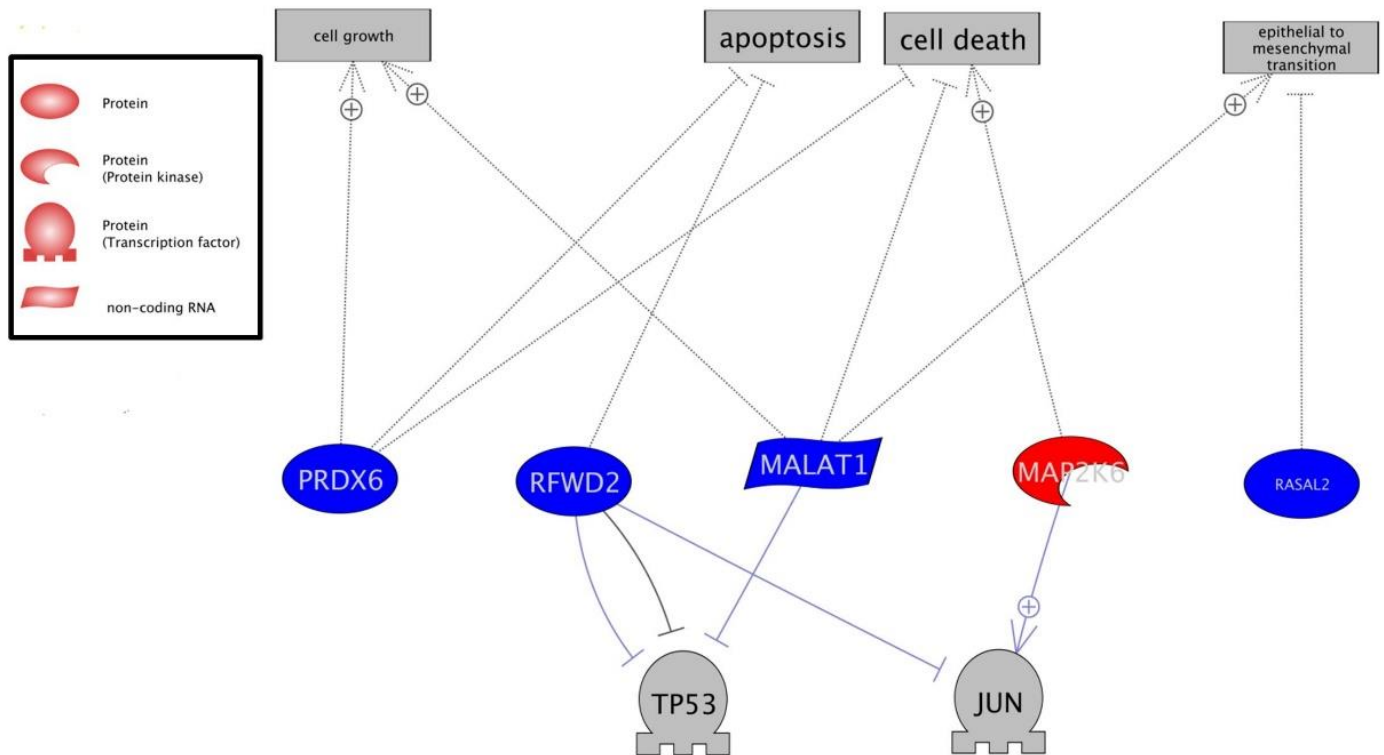 cell growth
apoptosis
cell death
epithelial to
mesenchymal
transition
Protein
Protein
(Protein kinase)
Protein
(Transcription factor)
non-coding RNA
PRDX6
RFWD2
MALAT1
MAP2K6
RASAL2
TP53
JUN